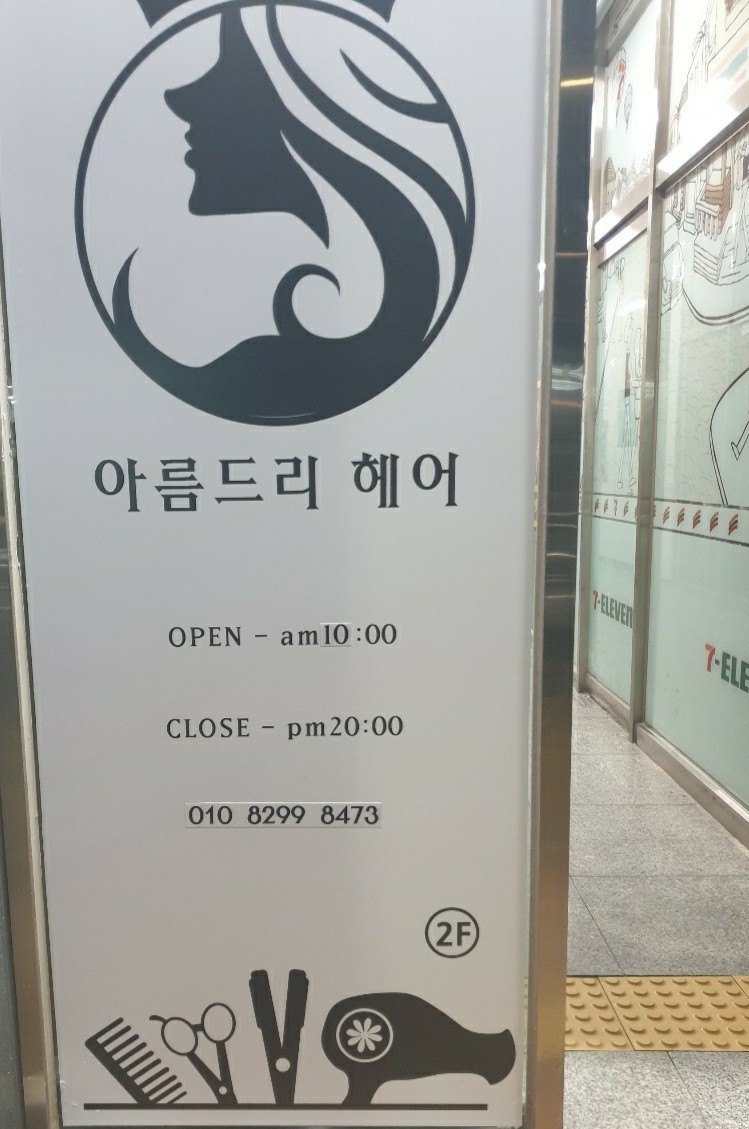 아름드리 헤어
OPEN - am10:00
CLOSE - pm20:00
010 8299 8473
2F
7-ELEVEn
7-ELE